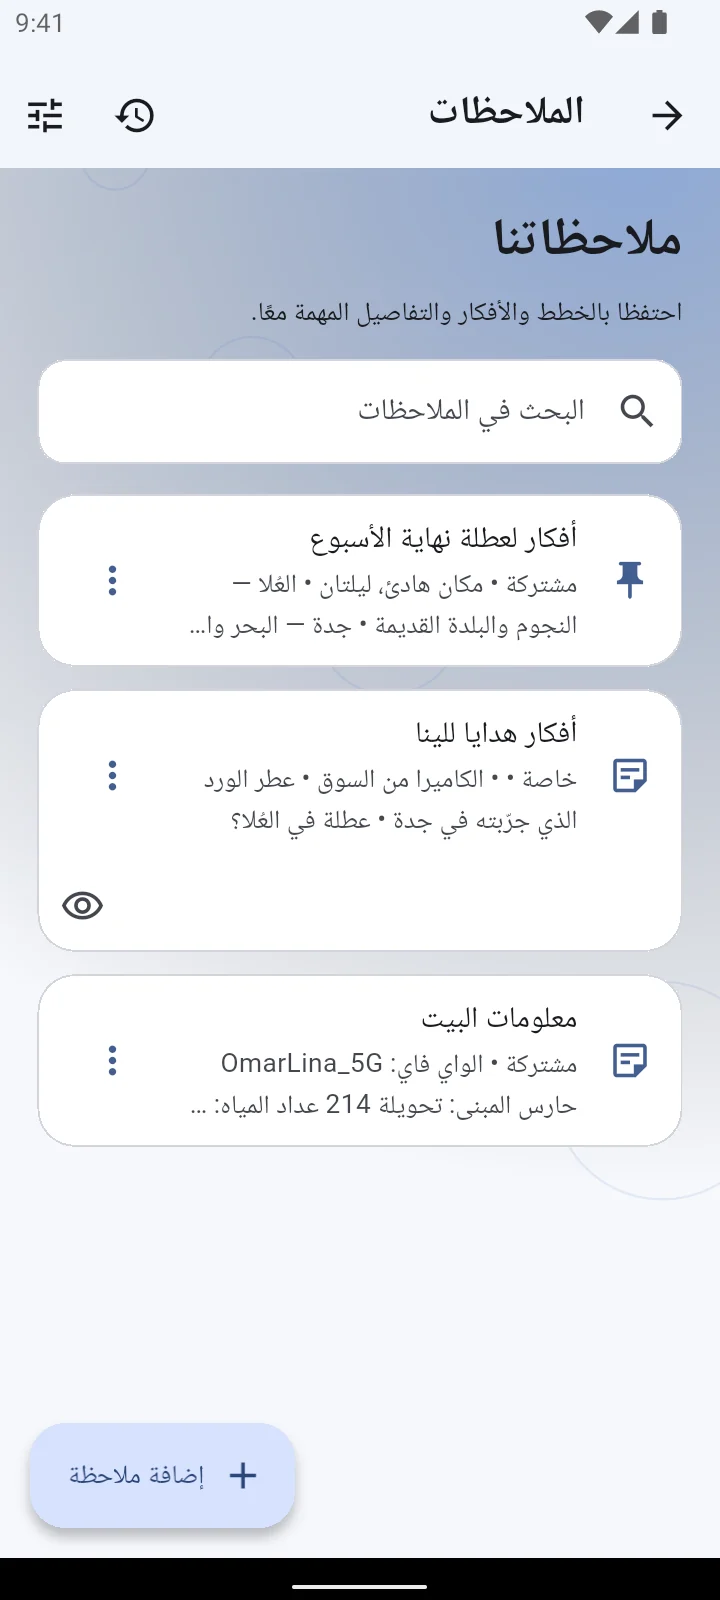 9:41
الملاحظات
ملاحظاتنا
احتفظا بالخطط والأفكار والتفاصيل المهمة معًا.
البحث في الملاحظات
أفكار لعطلة نهاية الأسبوع
مشتركة • مكان هادئ، ليلتان • العُلا —
النجوم والبلدة القديمة • جدة — البحر وا...
أفكار هدايا للينا
خاصة • • الكاميرا من السوق • عطر الورد
الذي جرّبته في جدة • عطلة في العُلا؟
معلومات البيت
مشتركة • الواي فاي: OmarLina_5G
حارس المبنى: تحويلة 214 عداد المياه: ...
إضافة ملاحظة